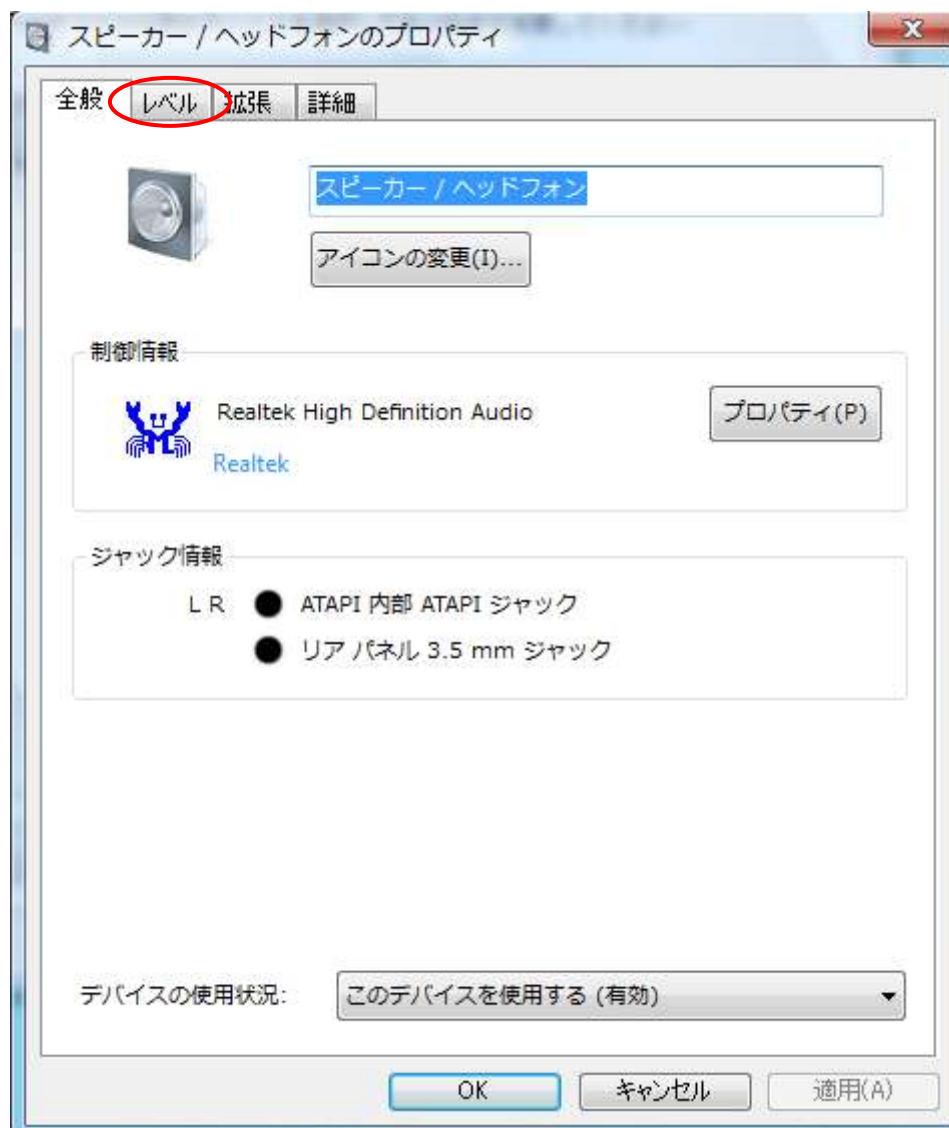 スピーカー / ヘッドフォンのプロパティ
全般 レベル 拡張 詳細
スピーカー / ヘッドフォン
アイコンの変更(I)...
制御情報
Realtek High Definition Audio
プロパティ(P)
Realtek
ジャック情報
L R ATAPI 内部 ATAPI ジャック
リア パネル 3.5 mm ジャック
デバイスの使用状況: このデバイスを使用する (有効)
OK キャンセル 適用(A)